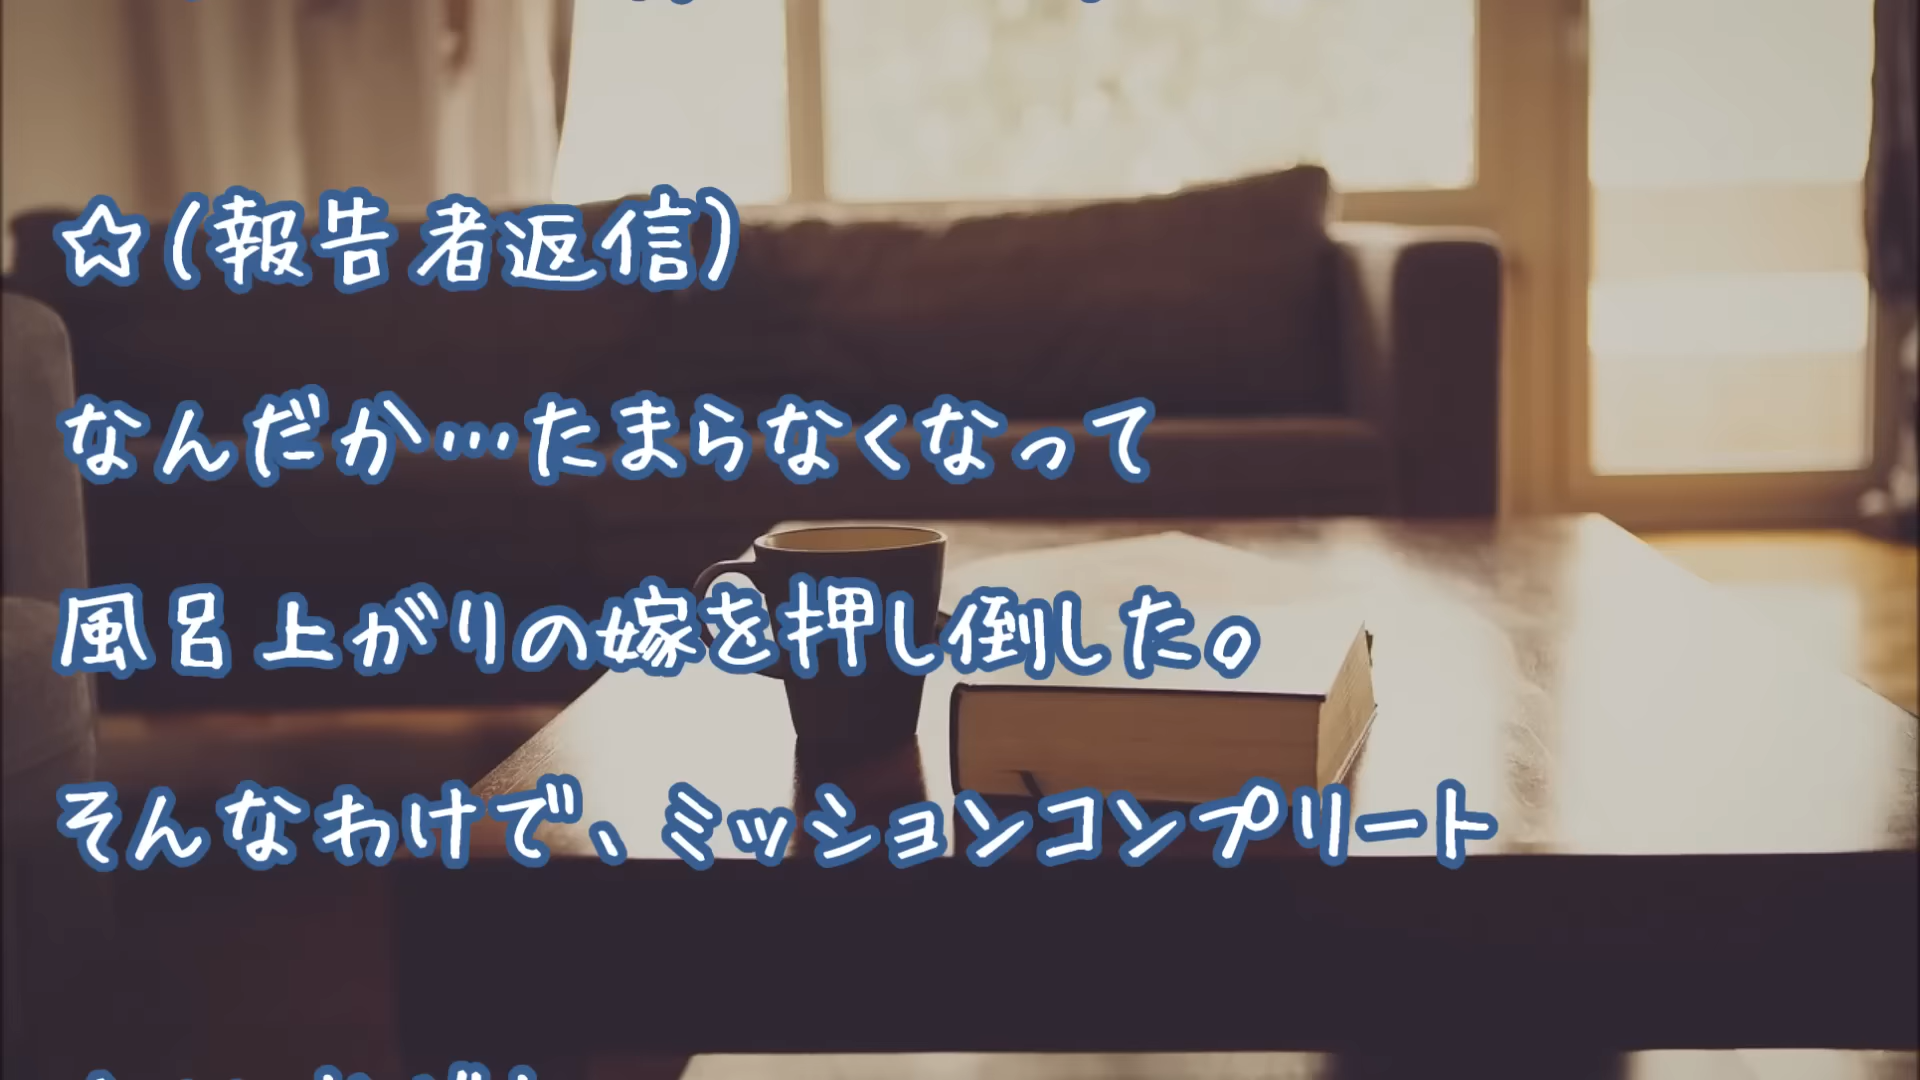 ☆(報告者返信)
なんだか…たまらなくなって
風呂上がりの嫁を押し倒した。
そんなわけで、ミッションコンプリート